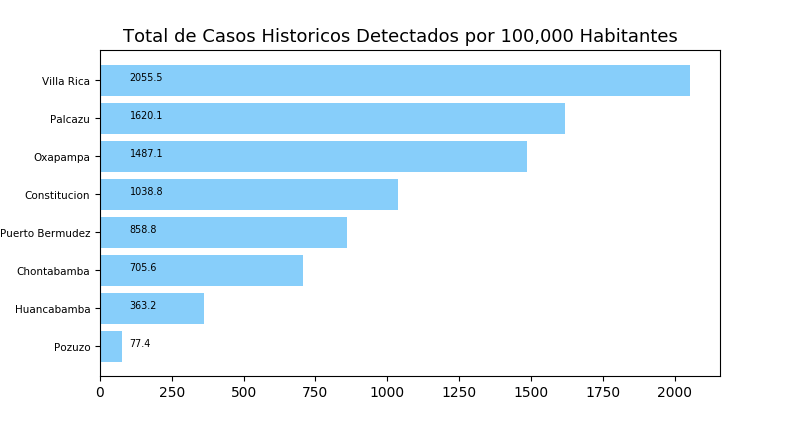 Total de Casos Historicos Detectados por 100,000 Habitantes
Villa Rica 2055.5
Palcazu 1620.1
Oxapampa 1487.1
Constitucion 1038.8
Puerto Bermudez 858.8
Chontabamba 705.6
Huancabamba 363.2
Pozuzo 77.4
0 250 500 750 1000 1250 1500 1750 2000